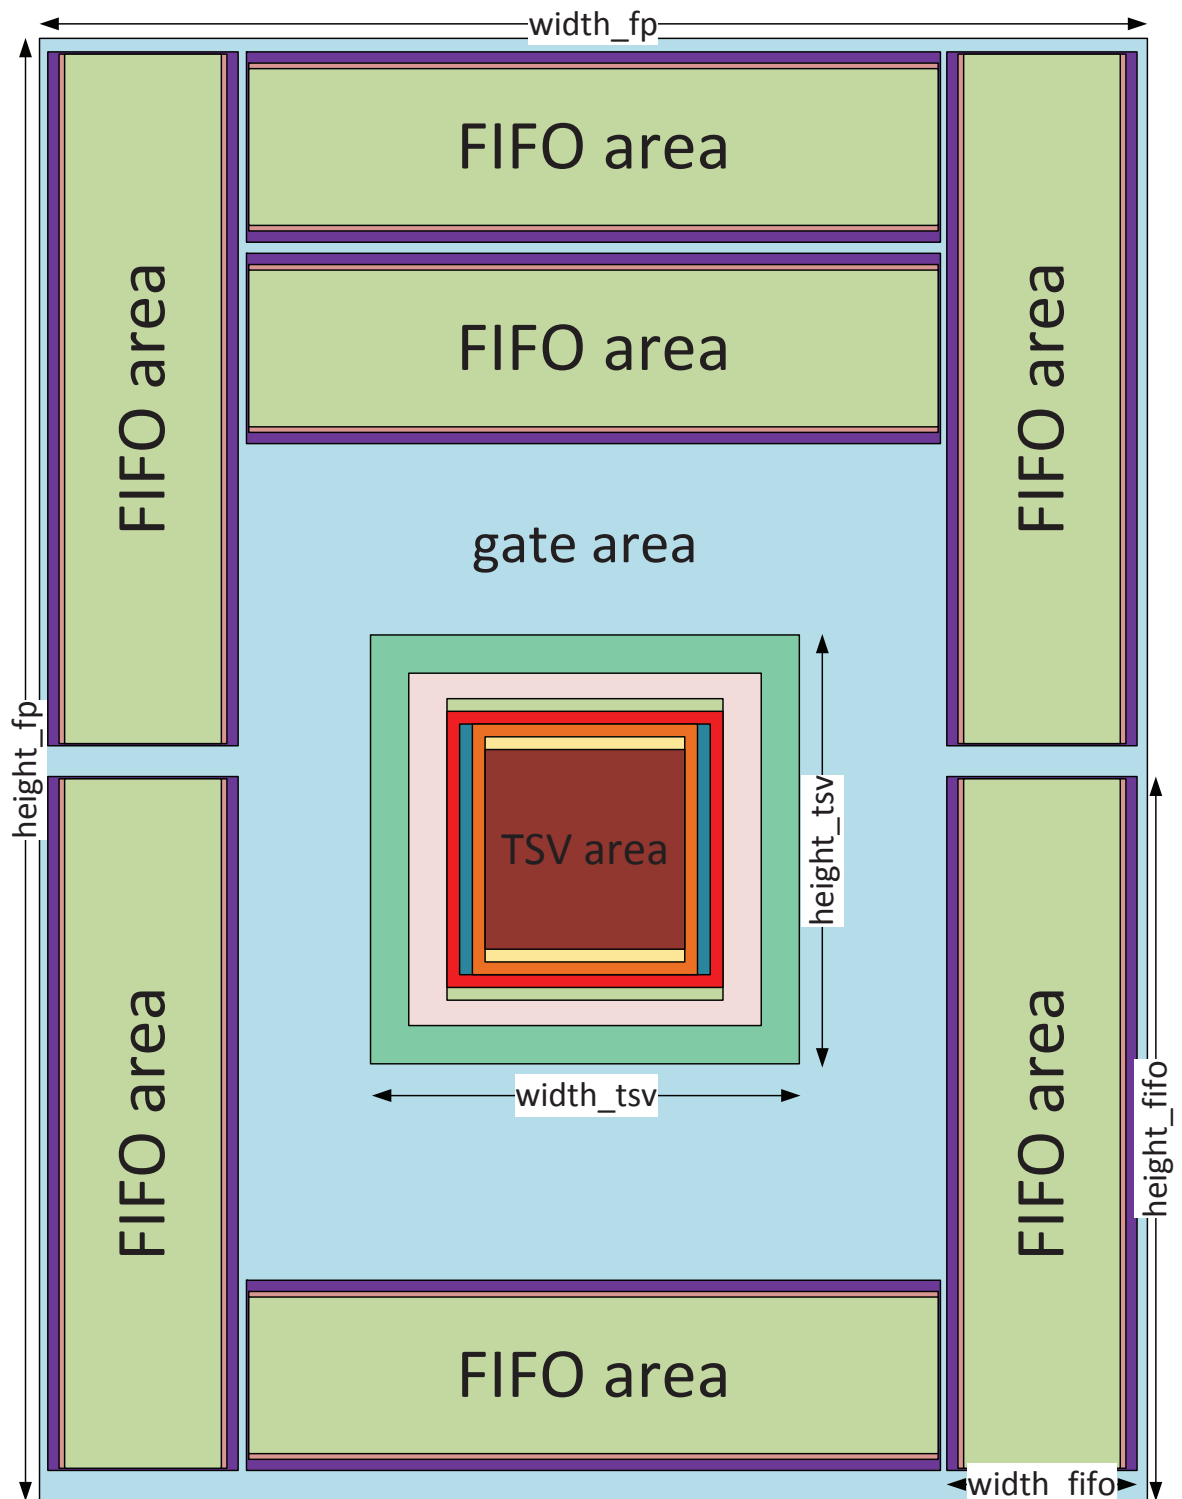 width_fp
FIFO area
FIFO area
FIFO area
FIFO area
gate area
height_fp
TSV area
height_tsv
width_tsv
FIFO area
FIFO area
height_fifo
FIFO area
width_fifo